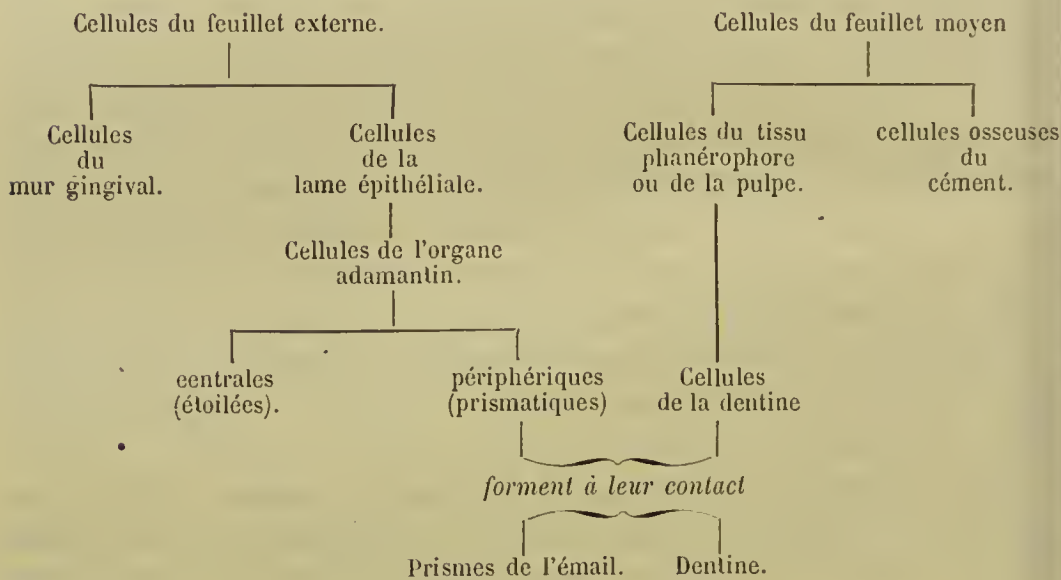 Cellules du feuillet externe.
Cellules du feuillet moyen
Cellules
du
mur gingival.
Cellules
de la
lame épithéliale.
Cellules du tissu
phanérophore
ou de la pulpe.
cellules osseuses
du
cément.
Cellules de l'organe
adamantin.
centrales
(étoilées).
périphériques
(prismatiques)
Cellules
de la dentine
forment à leur contact
Prismes de l'émail.
Dentine.